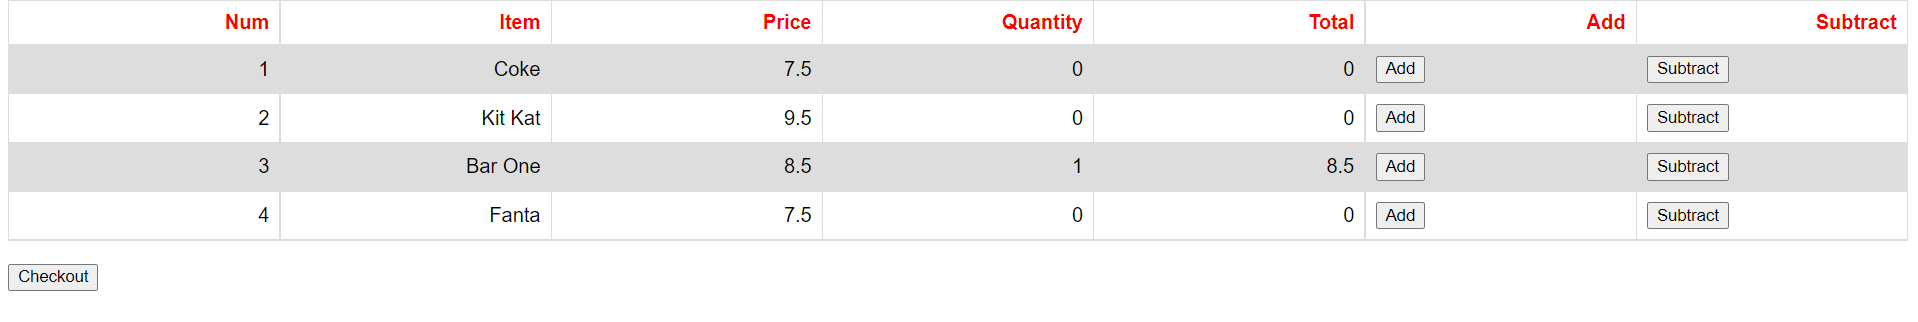 Num Item Price Quantity Total Add Subtract
1 Coke 7.5 0 0 Add Subtract
2 Kit Kat 9.5 0 0 Add Subtract
3 Bar One 8.5 1 8.5 Add Subtract
4 Fanta 7.5 0 0 Add Subtract
Checkout